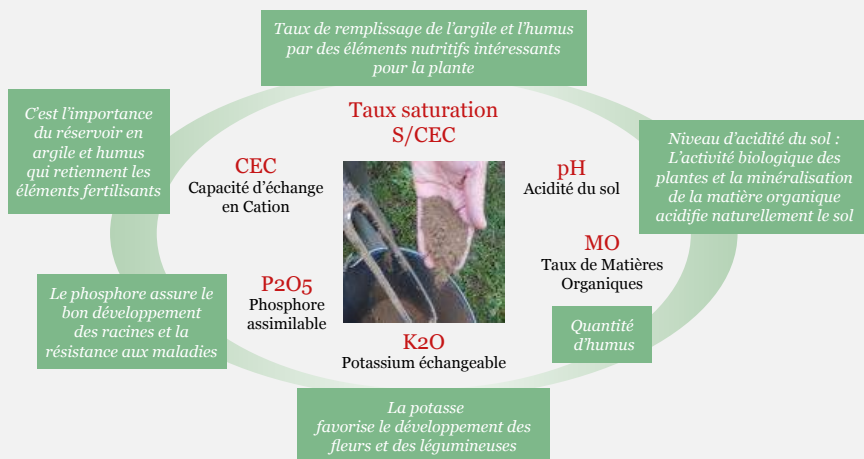 Taux de remplissage de l'argile et l'humus
par des éléments nutritifs intéressants
pour la plante
C'est l'importance
du réservoir en
argile et humus
qui retiennent les
éléments fertilisants
Taux saturation
S/CEC
Niveau d'acidité du sol :
L'activité biologique des
plantes et la minéralisation
de la matière organique
acidifie naturellement le sol
CEC
Capacité d'échange
en Cation
pH
Acidité du sol
MO
Taux de Matières
Organiques
P2O5
Phosphore
assimilable
Le phosphore assure le
bon développement
des racines et la
résistance aux maladies
Quantité
d'humus
K2O
Potassium échangeable
La potasse
favorise le développement des
fleurs et des légumineuses